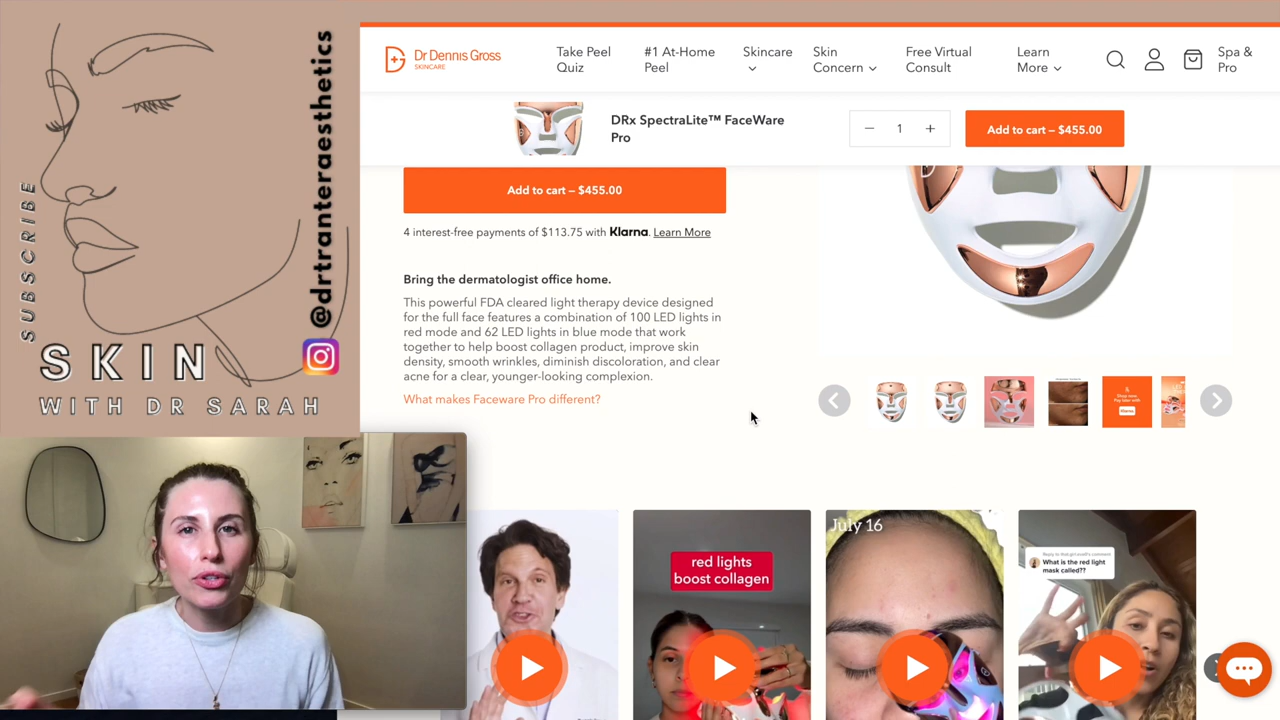 SUBSCRIBE
@drtranteraesthetics
SKIN
WITH DR SARAH
Dr Dennis Gross
SKINCARE
Take Peel
Quiz
#1 At-Home
Peel
Skincare
Skin
Concern
Free Virtual
Consult
Learn
More
Spa &
Pro
DRx SpectraLite™ FaceWare
Pro
1
Add to cart – $455.00
Add to cart – $455.00
4 interest-free payments of $113.75 with Klarna. Learn More
Bring the dermatologist office home.
This powerful FDA cleared light therapy device designed
for the full face features a combination of 100 LED lights in
red mode and 62 LED lights in blue mode that work
together to help boost collagen product, improve skin
density, smooth wrinkles, diminish discoloration, and clear
acne for a clear, younger-looking complexion.
What makes Faceware Pro different?
Klarna
red lights
boost collagen
July 16
What is the red light
mask called??